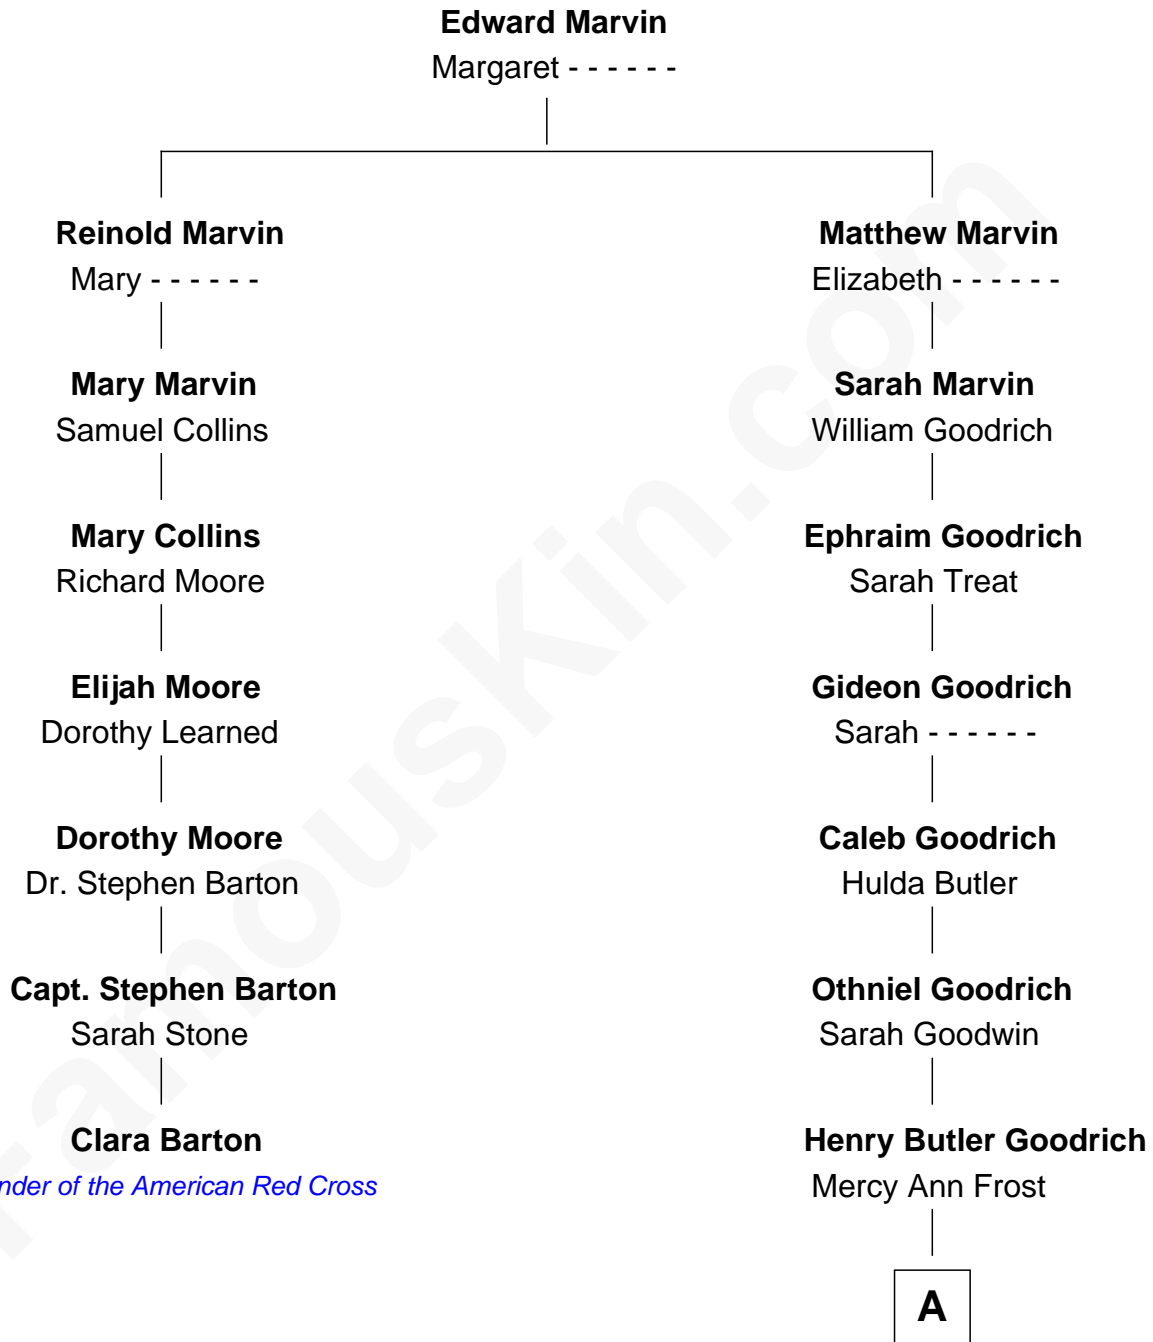 Edward Marvin
Margaret - - - - - -
Reinold Marvin
Mary - - - - - -
Mary Marvin
Samuel Collins
Mary Collins
Richard Moore
Elijah Moore
Dorothy Learned
Dorothy Moore
Dr. Stephen Barton
Capt. Stephen Barton
Sarah Stone
Clara Barton
nder of the American Red Cross
Matthew Marvin
Elizabeth - - - - - -
Sarah Marvin
William Goodrich
Ephraim Goodrich
Sarah Treat
Gideon Goodrich
Sarah - - - - - -
Caleb Goodrich
Hulda Butler
Othniel Goodrich
Sarah Goodwin
Henry Butler Goodrich
Mercy Ann Frost
A
FamousKin.com